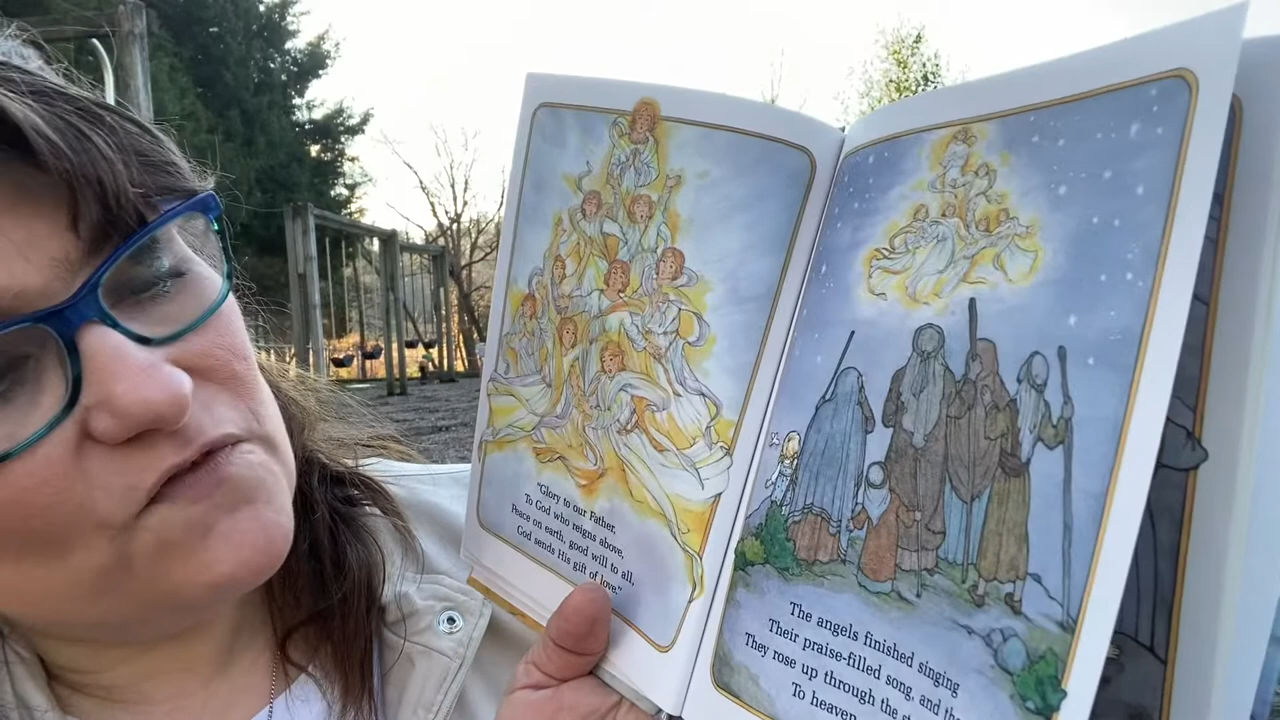 "Glory to our Father,
To God who reigns above,
Peace on earth, good will to all,
God sends His gift of love."
The angels finished singing
Their praise-filled song, and
They rose up through the
To heaven